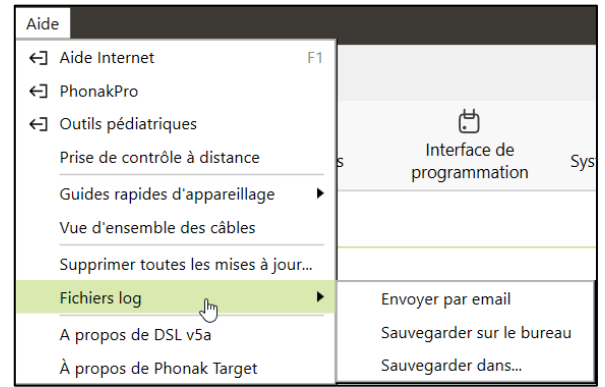 Aide
Aide Internet F1
PhonakPro
Outils pédiatriques
Prise de contrôle à distance
Guides rapides d'appareillage
Vue d'ensemble des câbles
Supprimer toutes les mises à jour...
Fichiers log
A propos de DSL v5a
À propos de Phonak Target
s
Interface de
programmation
Sys
Envoyer par email
Sauvegarder sur le bureau
Sauvegarder dans...